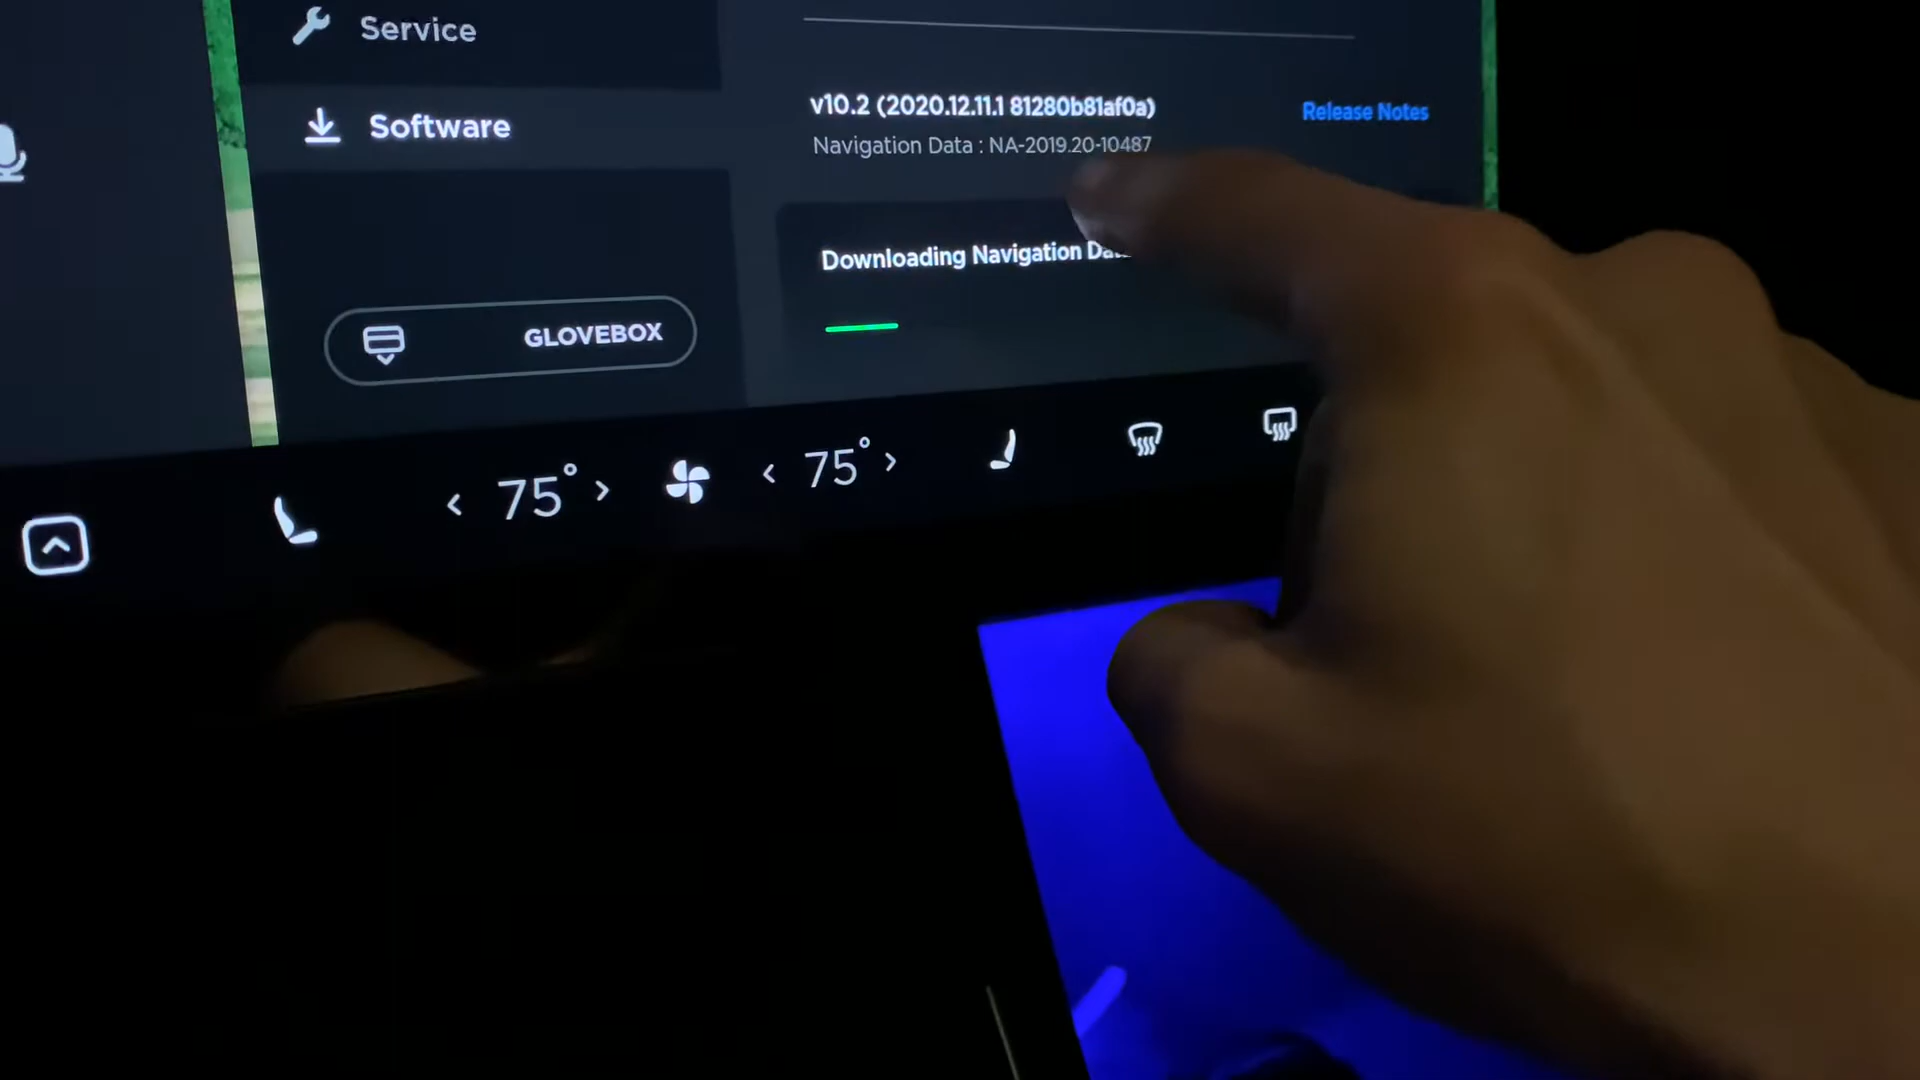 Service
Software
GLOVEBOX
v10.2 (2020.12.11.1 81280b81af0a)
Release Notes
Navigation Data : NA-2019.20-10487
Downloading Navigation
< 75° >
< 75° >